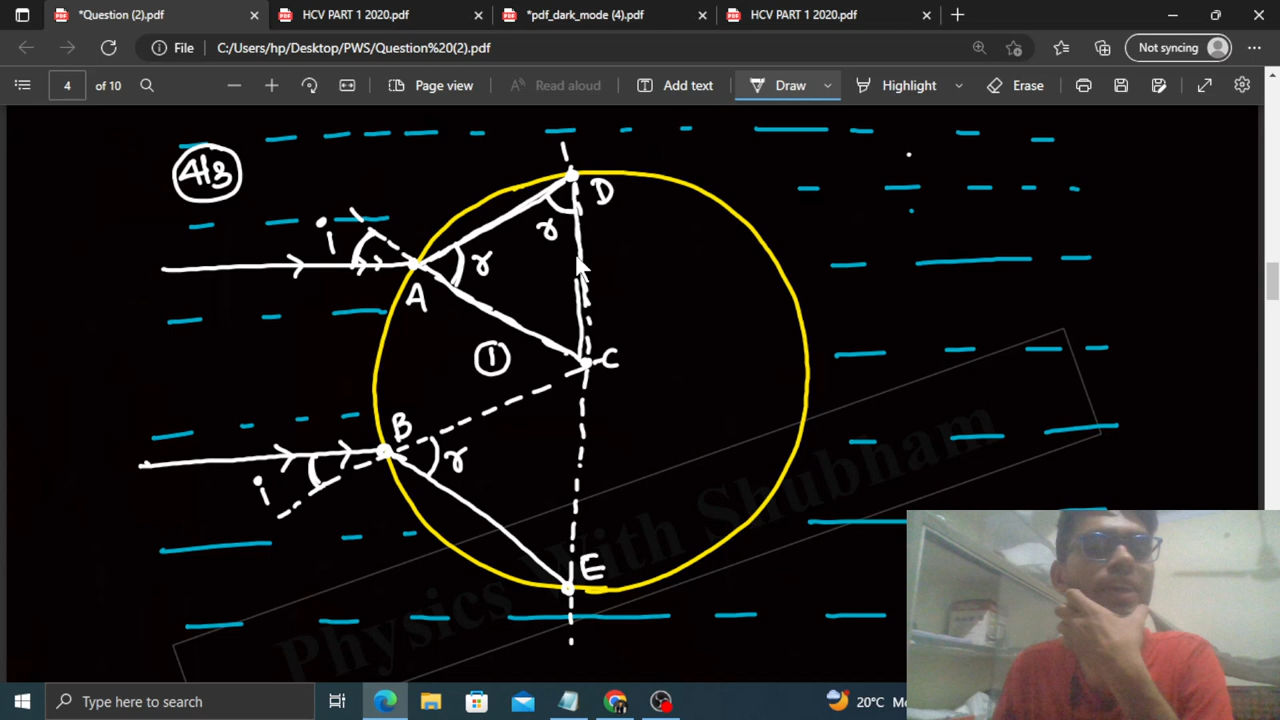 *Question (2).pdf
HCV PART 1 2020.pdf
*pdf_dark_mode (4).pdf
HCV PART 1 2020.pdf
File
C:/Users/hp/Desktop/PWS/Question%20(2).pdf
Not syncing
4
of 10
Page view
Read aloud
Add text
Draw
Highlight
Erase
4/3
D
i
r
r
A
1
C
B
i
r
E
Physics With Shubham
Type here to search
20°C